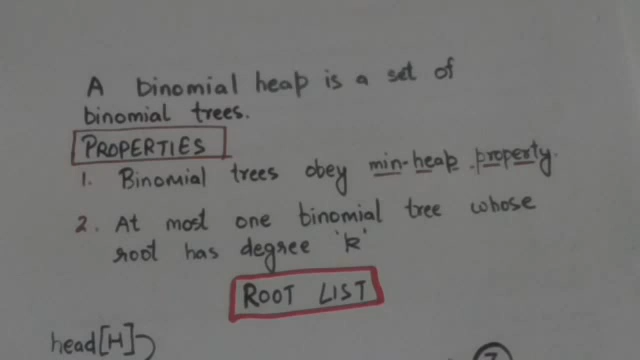 A binomial heap is a set of
binomial trees.
PROPERTIES
1. Binomial trees obey min-heap property.
2. At most one binomial tree whose
root has degree 'k'
ROOT LIST
head[H]